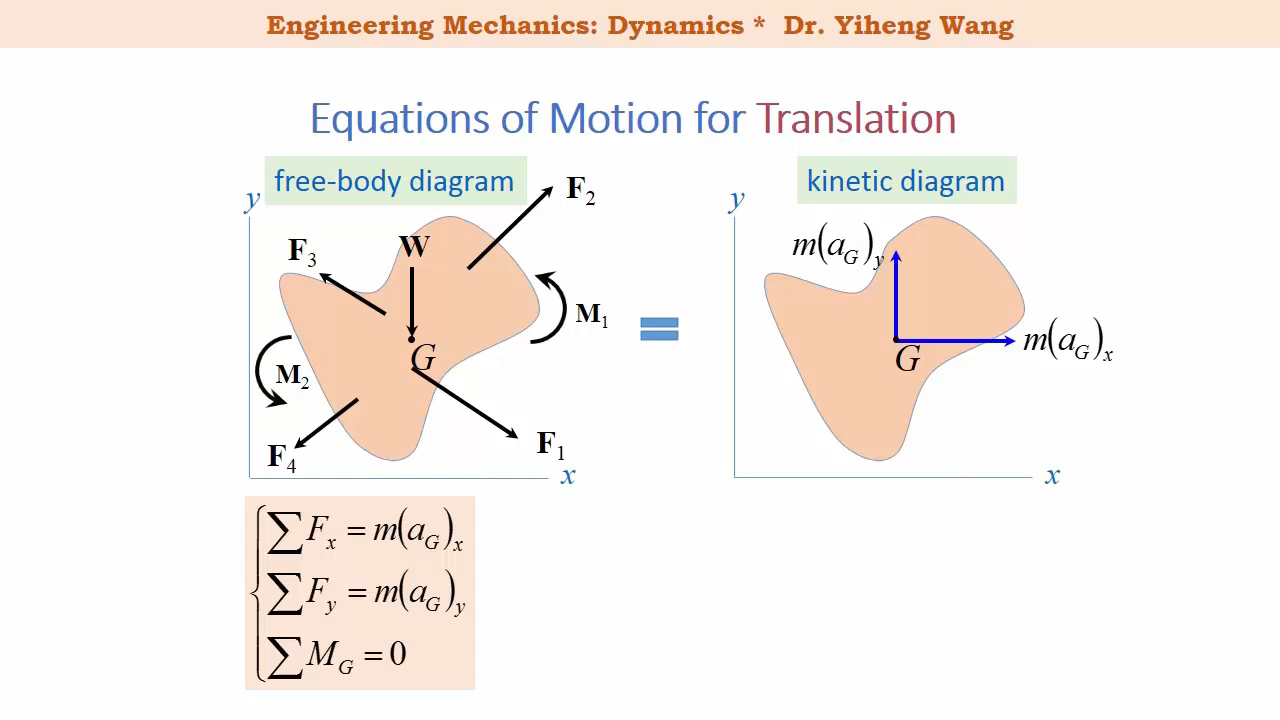 Engineering Mechanics: Dynamics * Dr. Yiheng Wang
Equations of Motion for Translation
free-body diagram
y
F₂
W
F₃
M₁
G
M₂
F₁
F₄
x
kinetic diagram
y
m(a_G)_y
m(a_G)_x
G
x
∑F_x = m(a_G)_x
∑F_y = m(a_G)_y
∑M_G = 0